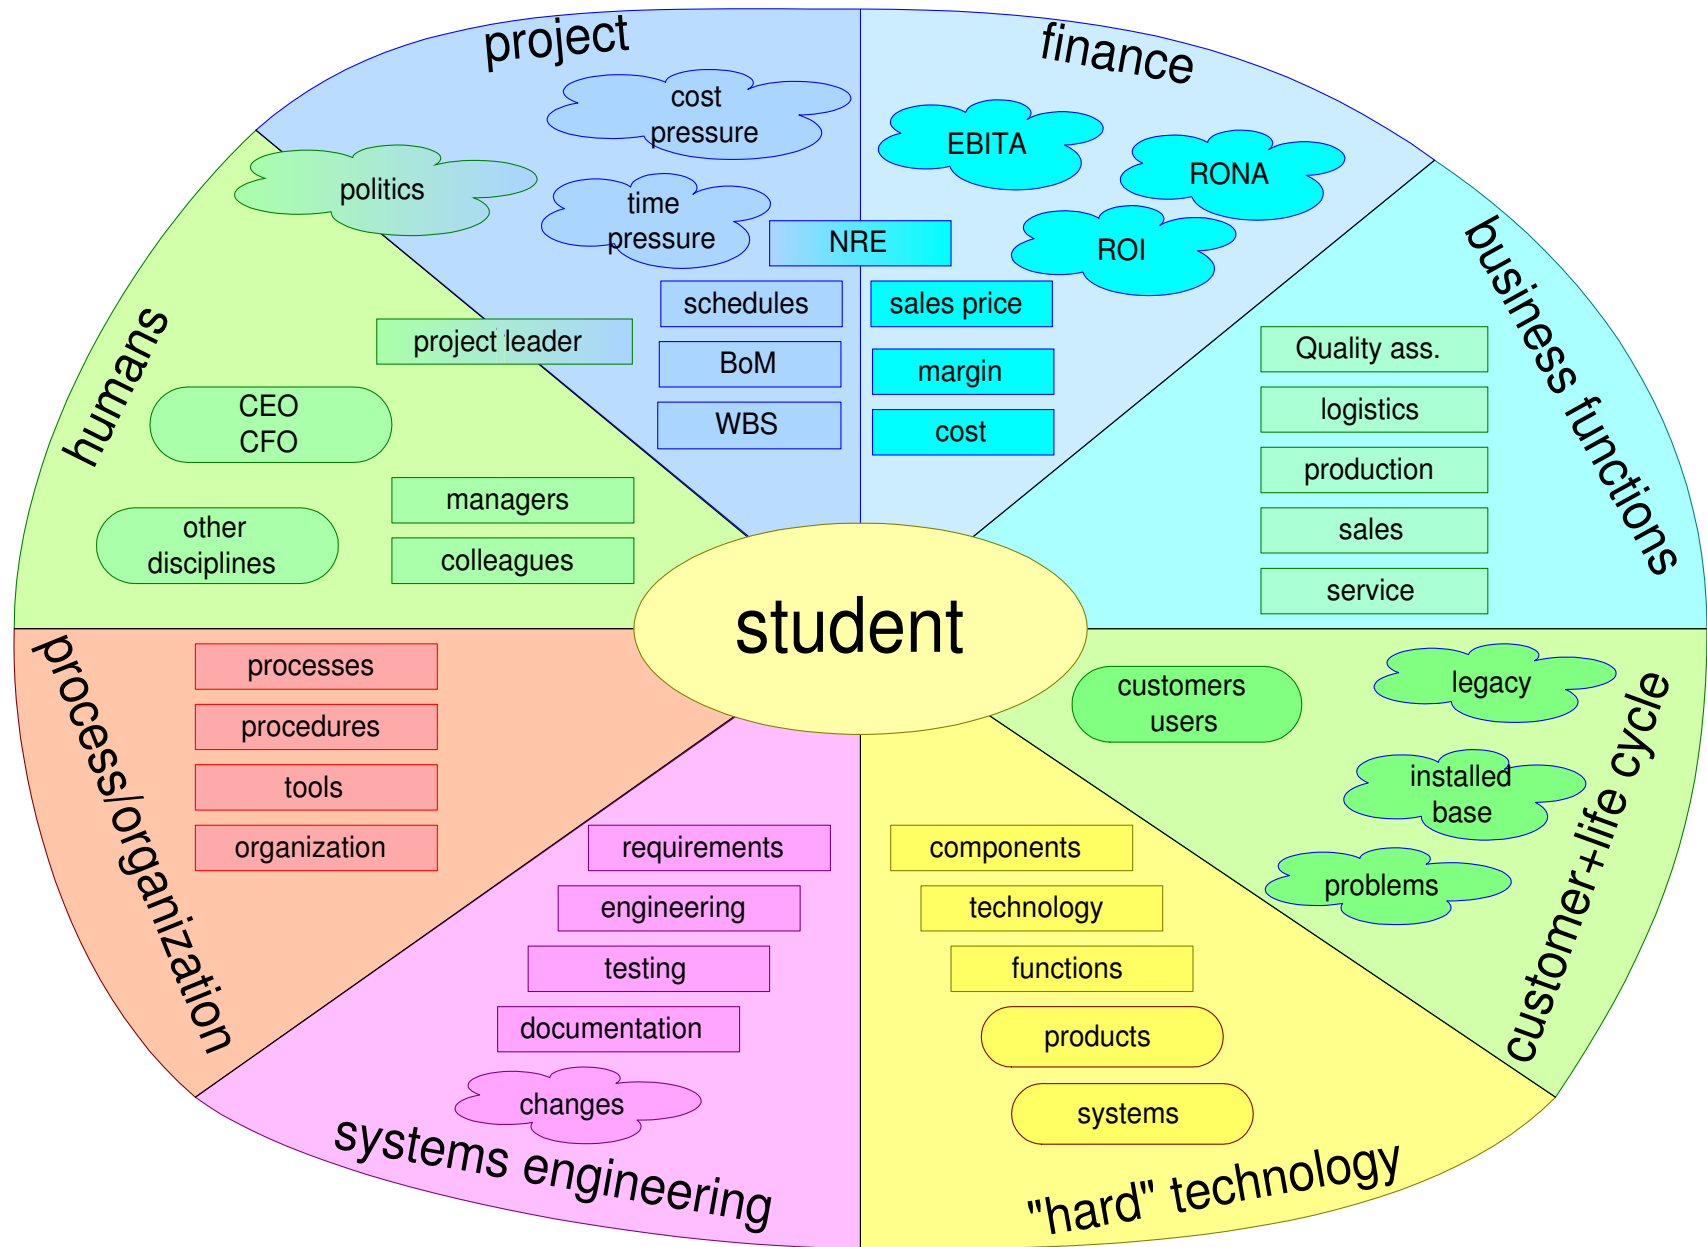 project
cost
pressure
politics
time
pressure
NRE
schedules
BoM
WBS
project leader
finance
EBITA
RONA
ROI
sales price
margin
cost
business functions
Quality ass.
logistics
production
sales
service
humans
CEO
CFO
managers
other
disciplines
colleagues
student
process/organization
processes
procedures
tools
organization
customer+life cycle
customers
users
legacy
installed
base
problems
requirements
engineering
testing
documentation
changes
systems engineering
components
technology
functions
products
systems
"hard" technology